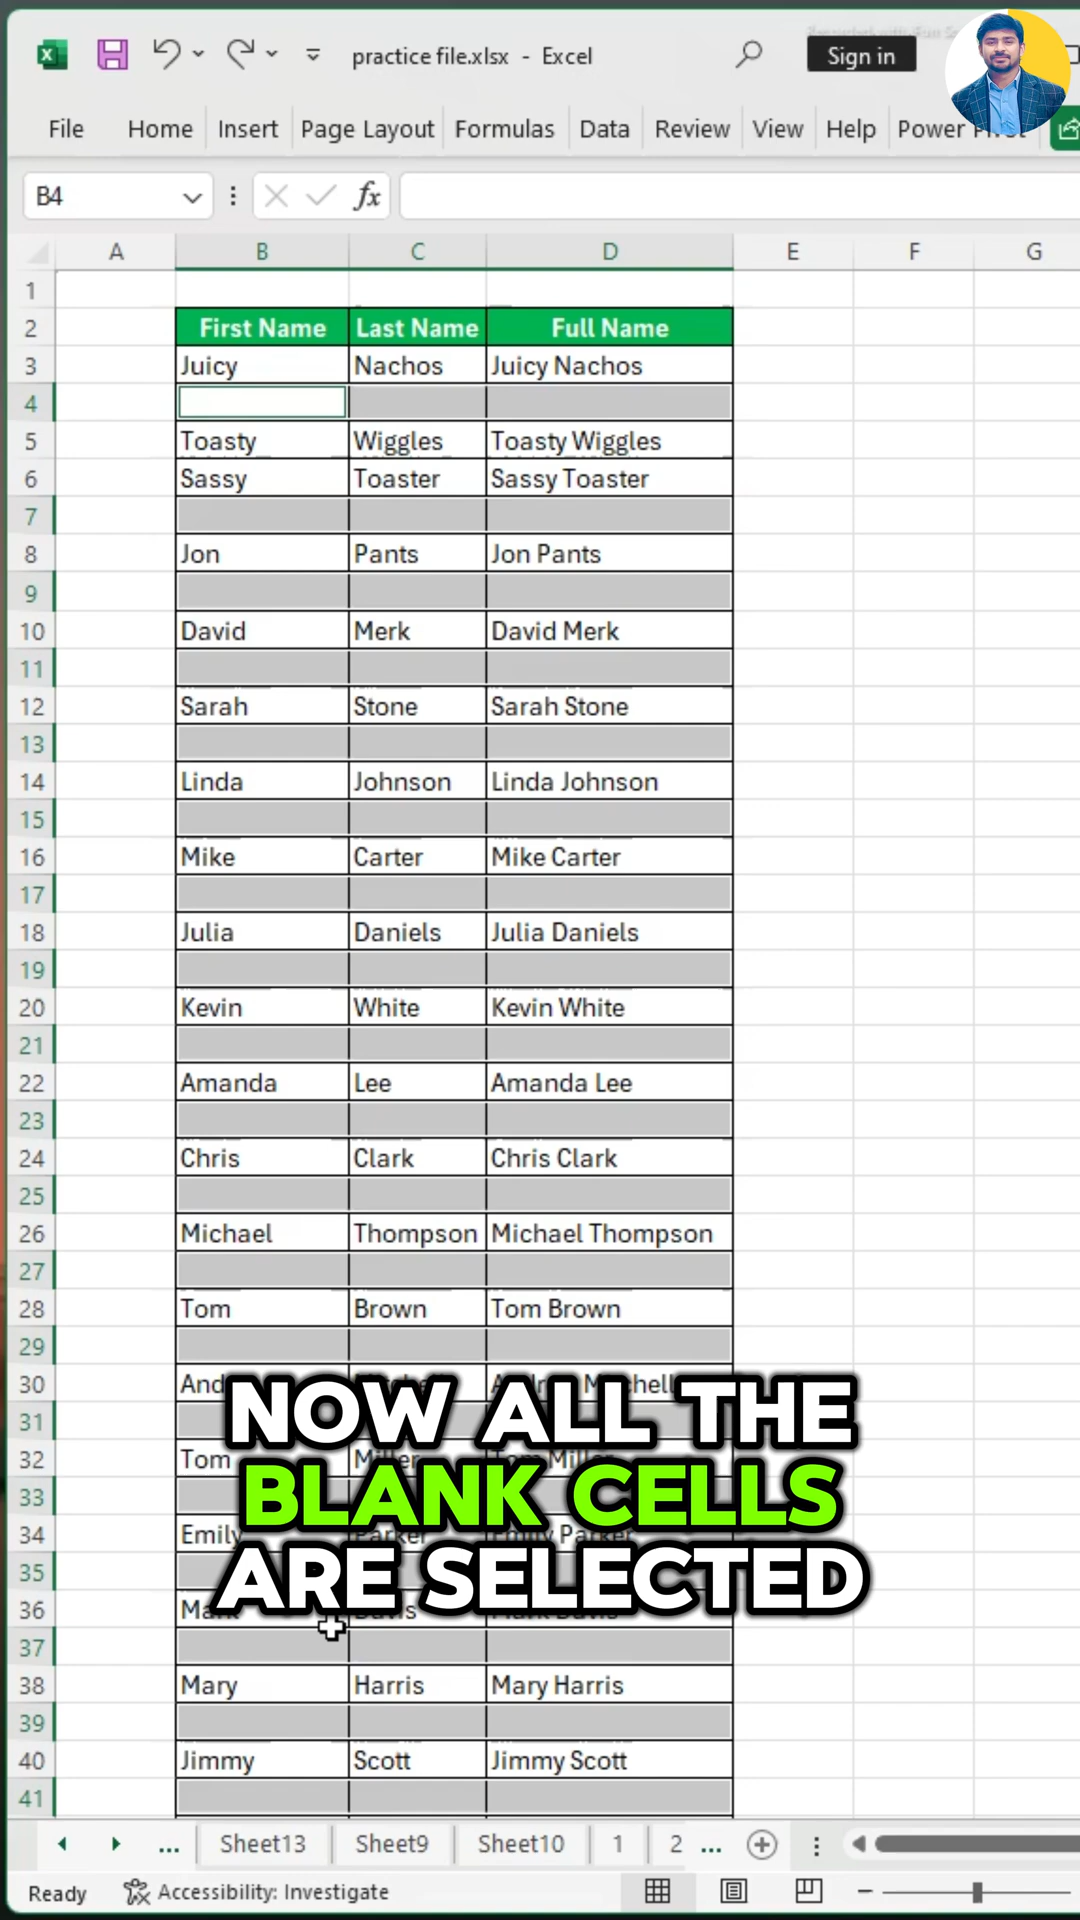 practice file.xlsx - Excel
Sign in
File Home Insert Page Layout Formulas Data Review View Help Power
B4 fx
A B C D E F G
1
2 First Name Last Name Full Name
3 Juicy Nachos Juicy Nachos
4
5 Toasty Wiggles Toasty Wiggles
6 Sassy Toaster Sassy Toaster
7
8 Jon Pants Jon Pants
9
10 David Merk David Merk
11
12 Sarah Stone Sarah Stone
13
14 Linda Johnson Linda Johnson
15
16 Mike Carter Mike Carter
17
18 Julia Daniels Julia Daniels
19
20 Kevin White Kevin White
21
22 Amanda Lee Amanda Lee
23
24 Chris Clark Chris Clark
25
26 Michael Thompson Michael Thompson
27
28 Tom Brown Tom Brown
29
30
NOW ALL THE
31
32 Tom Miller Tom Miller
BLANK CELLS
33
34 Emily Parker Emily Parker
35
ARE SELECTED
36 Mark Davis Mark Davis
37
38 Mary Harris Mary Harris
39
40 Jimmy Scott Jimmy Scott
41
... Sheet13 Sheet9 Sheet10 1 2 ...
Ready Accessibility: Investigate